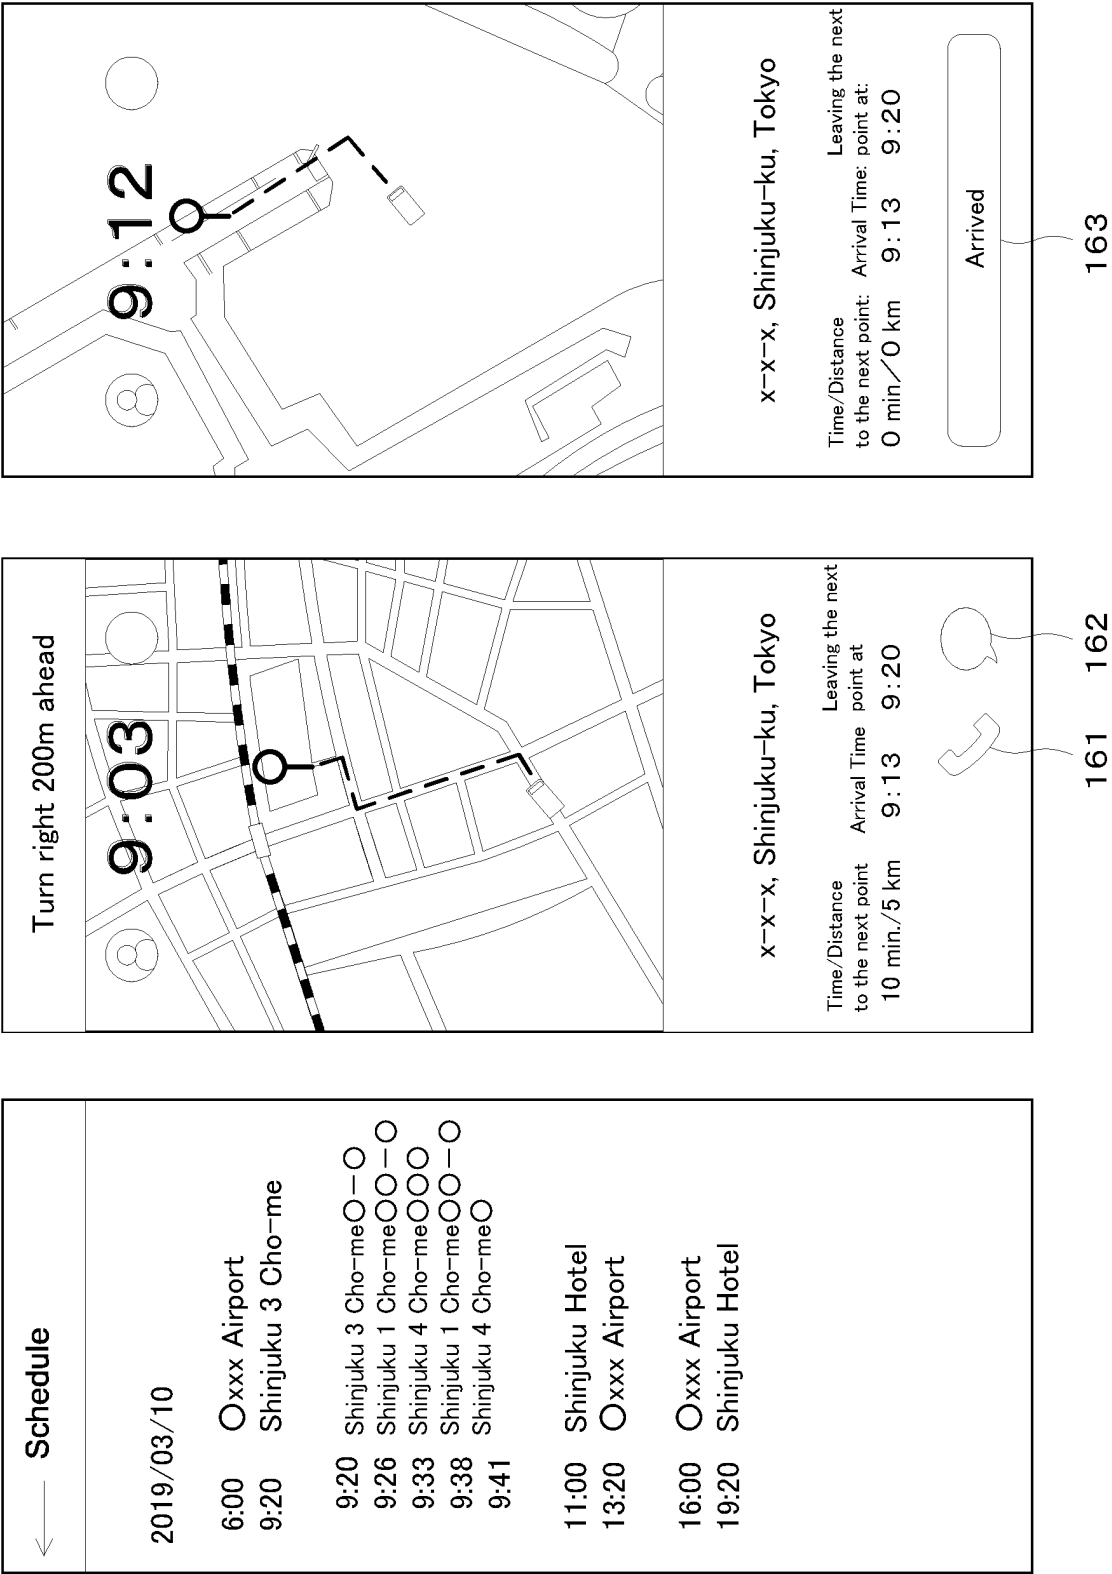 ← Schedule
2019/03/10
6:00 ○xxx Airport
9:20 Shinjuku 3 Cho-me
9:20 Shinjuku 3 Cho-me○-○
9:26 Shinjuku 1 Cho-me○○-○
9:33 Shinjuku 4 Cho-me○○○
9:38 Shinjuku 1 Cho-me○○-○
9:41 Shinjuku 4 Cho-me○
11:00 Shinjuku Hotel
13:20 ○xxx Airport
16:00 ○xxx Airport
19:20 Shinjuku Hotel
Turn right 200m ahead
9:03
x-x-x, Shinjuku-ku, Tokyo
Time/Distance
to the next point
10 min./5 km
Arrival Time
9:13
Leaving the next
point at
9:20
161
162
9:12
x-x-x, Shinjuku-ku, Tokyo
Time/Distance
to the next point:
0 min/0 km
Arrival Time:
9:13
Leaving the next
point at:
9:20
Arrived
163